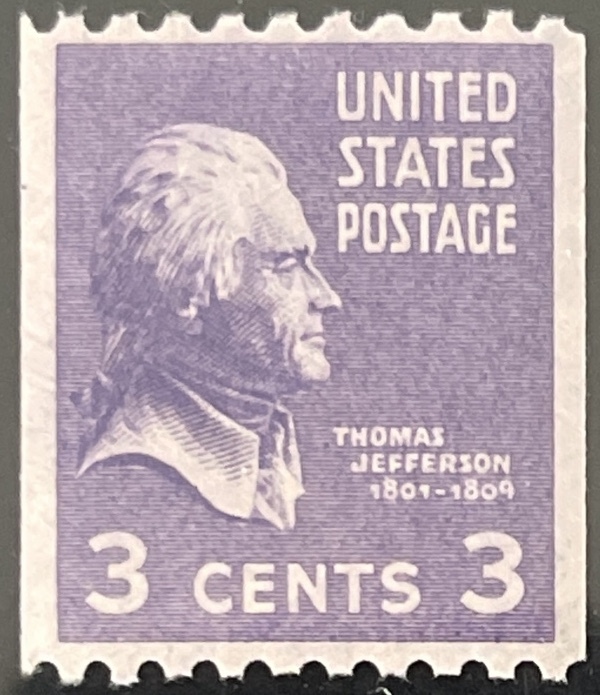 UNITED
STATES
POSTAGE
THOMAS
JEFFERSON
1801-1809
3 CENTS 3